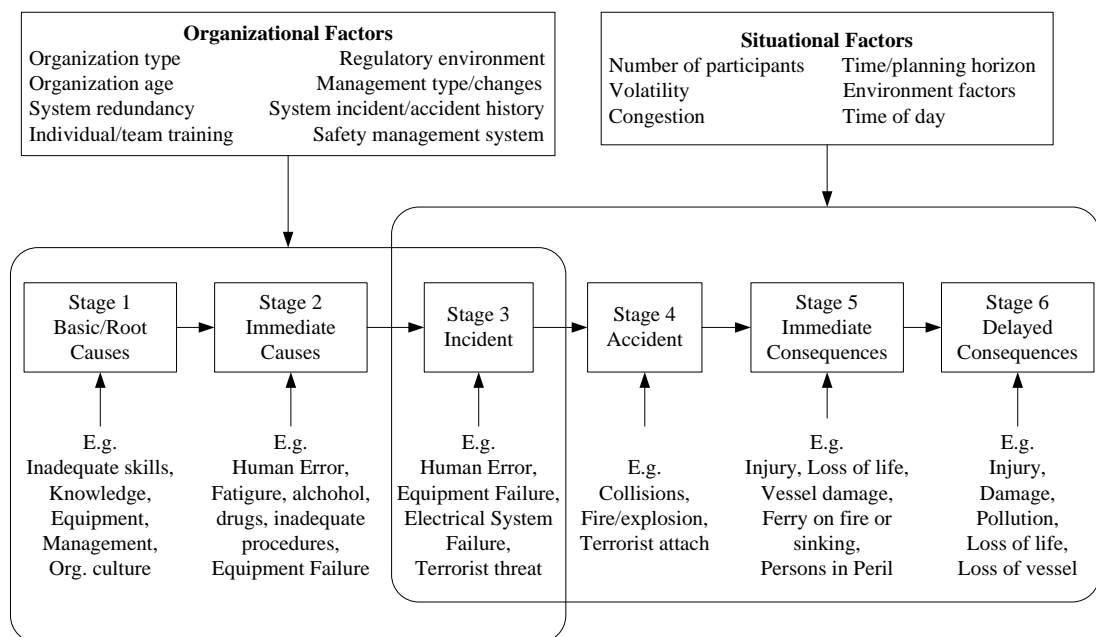 Organizational Factors
Organization type Regulatory environment
Organization age Management type/changes
System redundancy System incident/accident history
Individual/team training Safety management system
Situational Factors
Number of participants Time/planning horizon
Volatility Environment factors
Congestion Time of day
Stage 1
Basic/Root
Causes
Stage 2
Immediate
Causes
Stage 3
Incident
Stage 4
Accident
Stage 5
Immediate
Consequences
Stage 6
Delayed
Consequences
E.g.
Inadequate skills,
Knowledge,
Equipment,
Management,
Org. culture
E.g.
Human Error,
Fatigure, alchohol,
drugs, inadequate
procedures,
Equipment Failure
E.g.
Human Error,
Equipment Failure,
Electrical System
Failure,
Terrorist threat
E.g.
Collisions,
Fire/explosion,
Terrorist attach
E.g.
Injury, Loss of life,
Vessel damage,
Ferry on fire or
sinking,
Persons in Peril
E.g.
Injury,
Damage,
Pollution,
Loss of life,
Loss of vessel